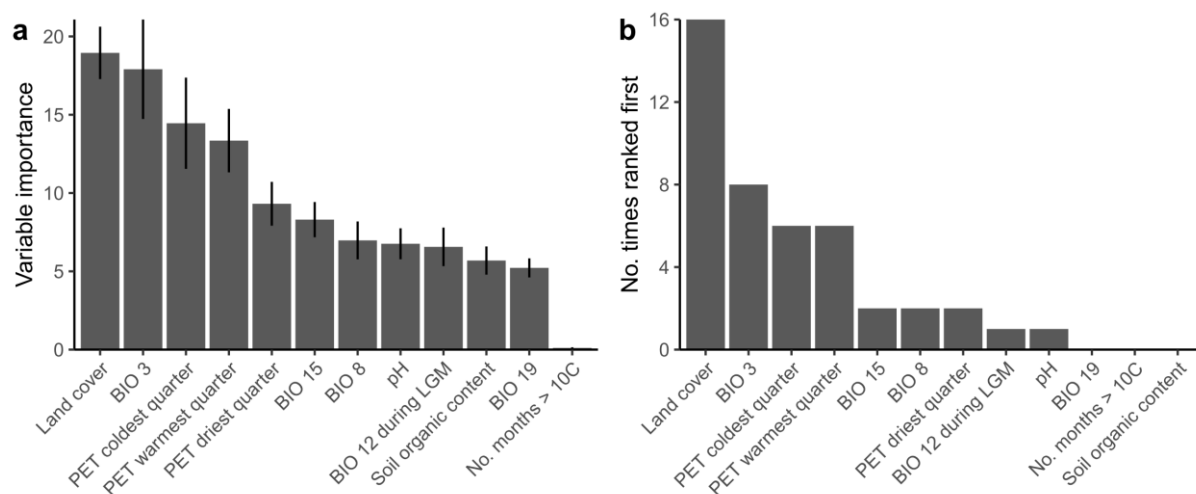 a
Variable importance
20
15
10
5
0
Land cover
BIO 3
PET coldest quarter
PET warmest quarter
PET driest quarter
BIO 15
BIO 8
pH
BIO 12 during LGM
Soil organic content
BIO 19
No. months > 10C
b
No. times ranked first
16
12
8
4
0
Land cover
BIO 3
PET coldest quarter
PET warmest quarter
BIO 15
BIO 8
PET driest quarter
BIO 12 during LGM
pH
BIO 19
No. months > 10C
Soil organic content